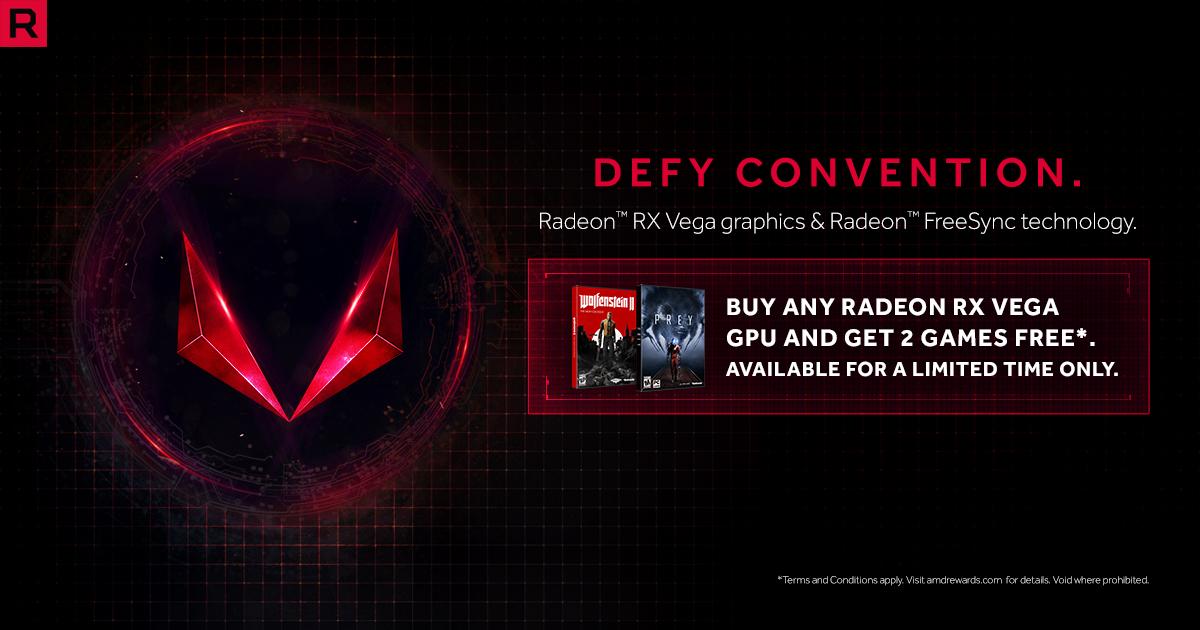 R
DEFY CONVENTION.
Radeon™ RX Vega graphics & Radeon™ FreeSync technology.
Wolfenstein II
PREY
BUY ANY RADEON RX VEGA
GPU AND GET 2 GAMES FREE*.
AVAILABLE FOR A LIMITED TIME ONLY.
*Terms and Conditions apply. Visit amdrewards.com for details. Void where prohibited.